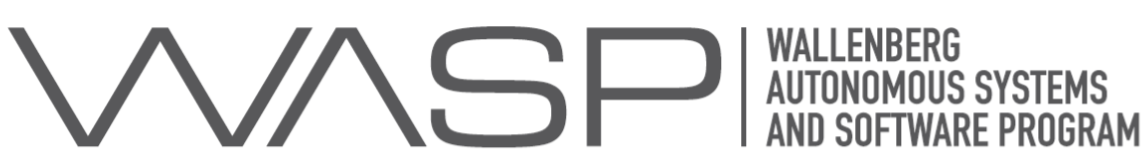 WASP
WALLENBERG
AUTONOMOUS SYSTEMS
AND SOFTWARE PROGRAM